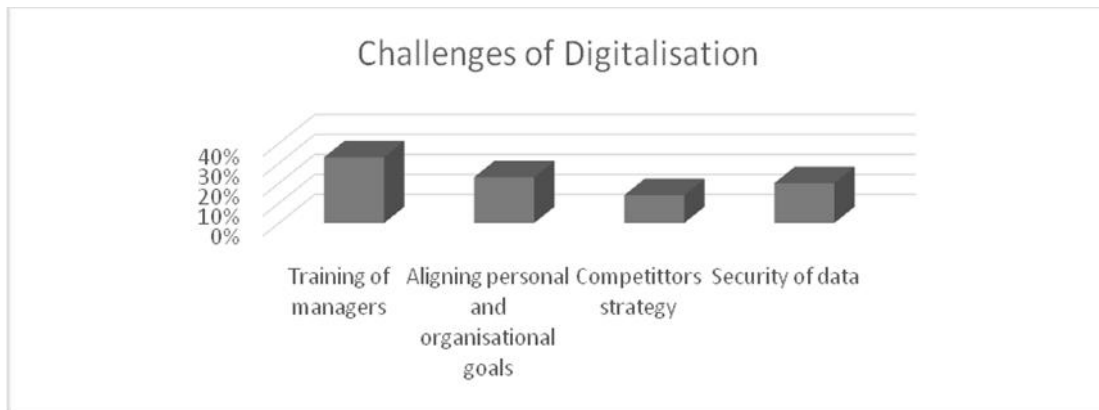 Challenges of Digitalisation
40%
30%
20%
10%
0%
Training of managers
Aligning personal and organisational goals
Competittors strategy
Security of data